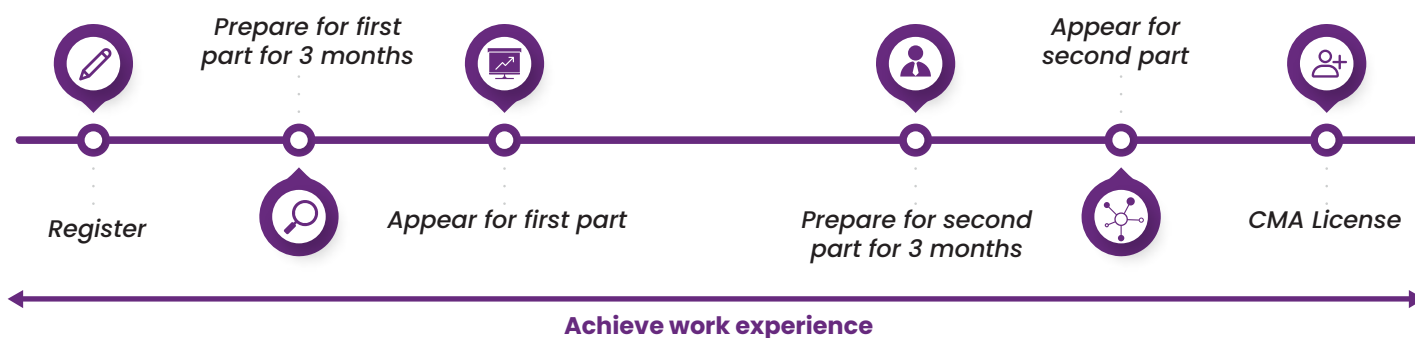 Prepare for first
part for 3 months
Appear for
second part
Register
Appear for first part
Prepare for second
part for 3 months
CMA License
Achieve work experience